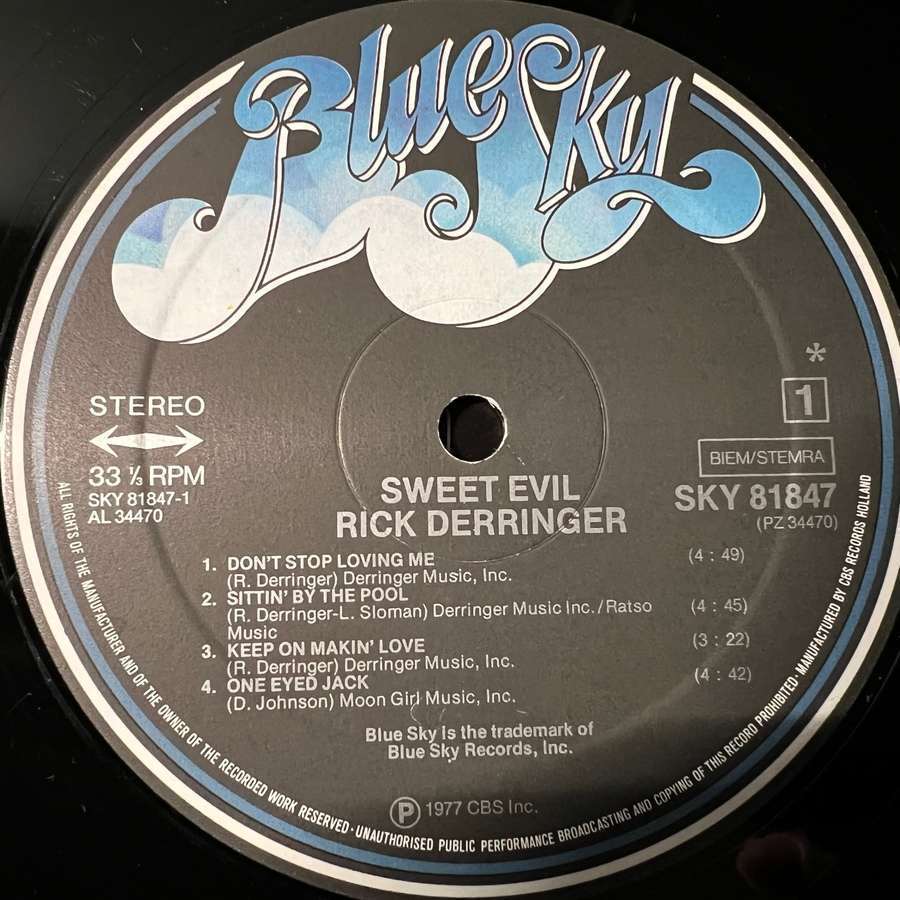 Blue Sky
*
1
STEREO
33 ⅓ RPM
SKY 81847-1
AL 34470
BIEM/STEMRA
SKY 81847
(PZ 34470)
SWEET EVIL
RICK DERRINGER
1. DON'T STOP LOVING ME (4 : 49)
(R. Derringer) Derringer Music, Inc.
2. SITTIN' BY THE POOL
(R. Derringer-L. Sloman) Derringer Music Inc./Ratso (4 : 45)
Music
3. KEEP ON MAKIN' LOVE (3 : 22)
(R. Derringer) Derringer Music, Inc.
4. ONE EYED JACK (4 : 42)
(D. Johnson) Moon Girl Music, Inc.
Blue Sky is the trademark of
Blue Sky Records, Inc.
Ⓟ 1977 CBS Inc.
ALL RIGHTS OF THE MANUFACTURER AND OF THE OWNER OF THE RECORDED WORK RESERVED · UNAUTHORISED PUBLIC PERFORMANCE BROADCASTING AND COPYING OF THIS RECORD PROHIBITED · MANUFACTURED BY CBS RECORDS HOLLAND